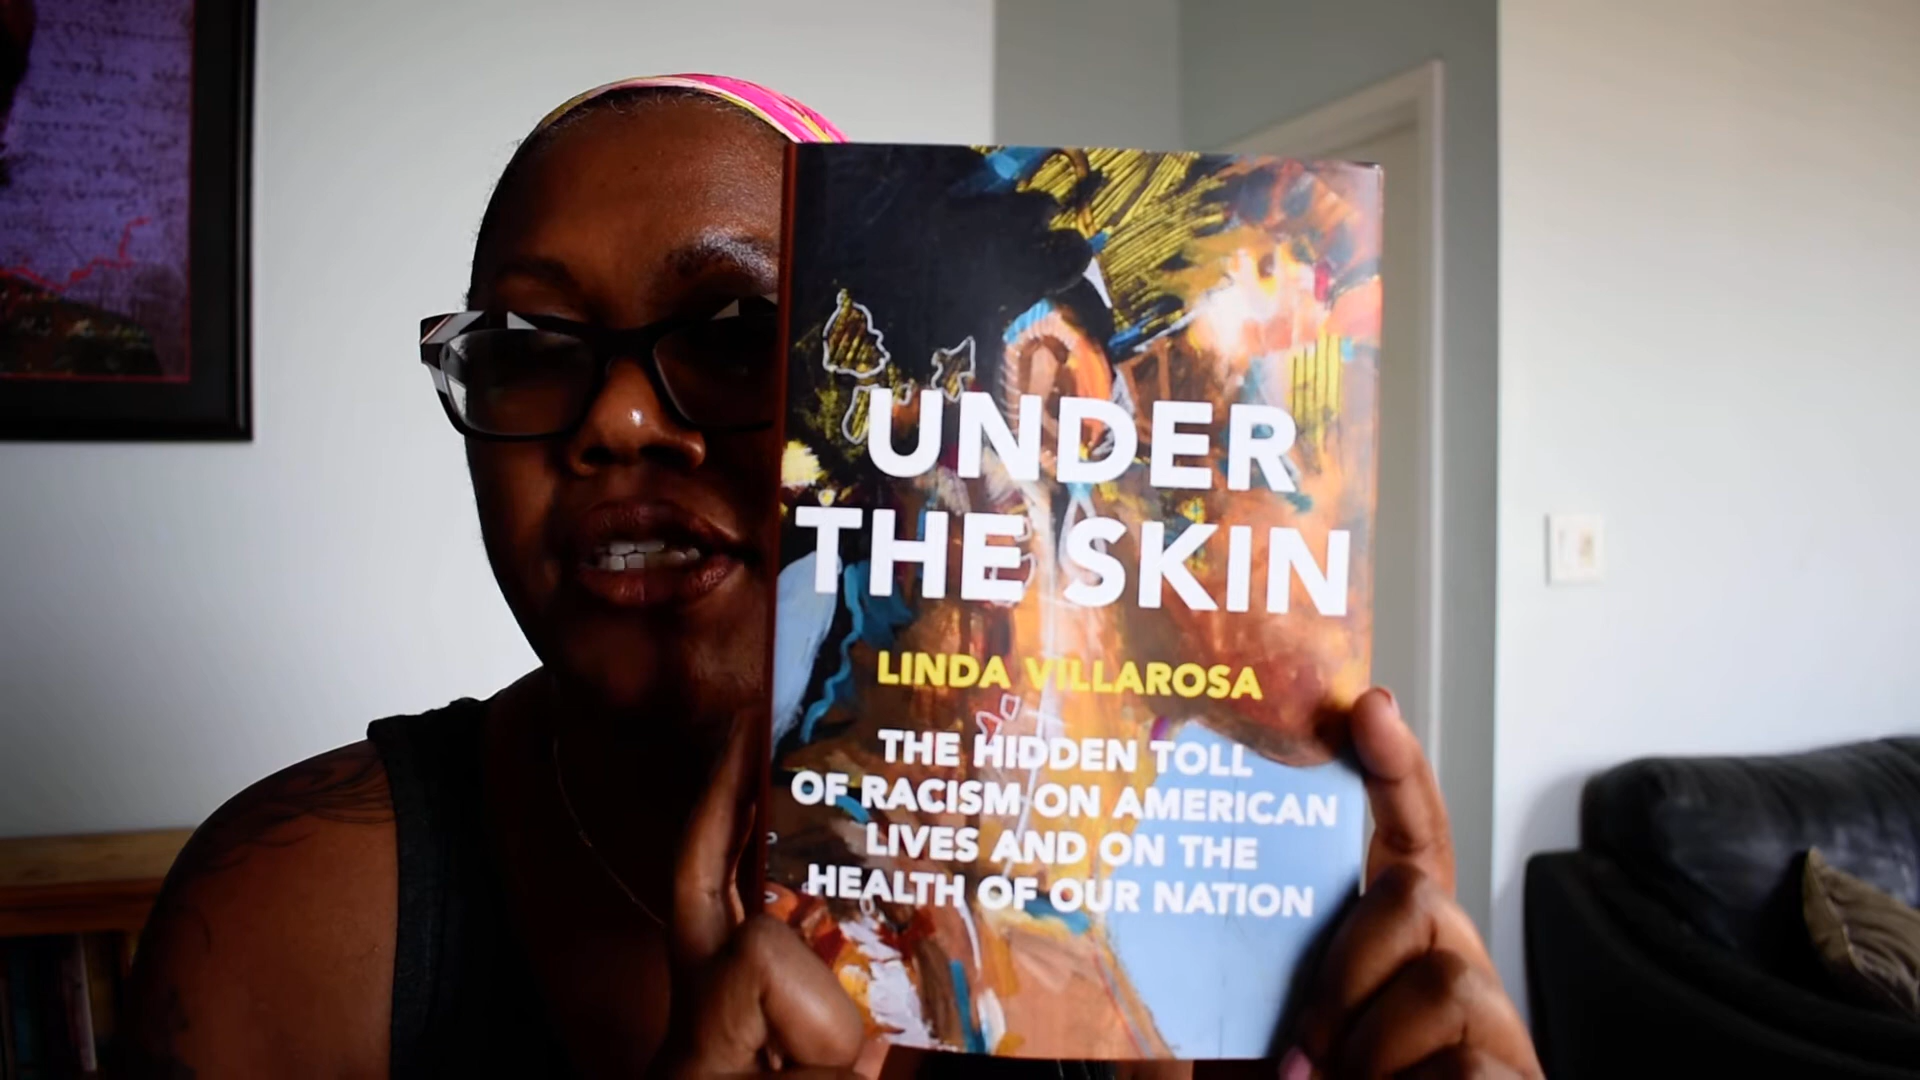 UNDER
THE SKIN
LINDA VILLAROSA
THE HIDDEN TOLL
OF RACISM ON AMERICAN
LIVES AND ON THE
HEALTH OF OUR NATION